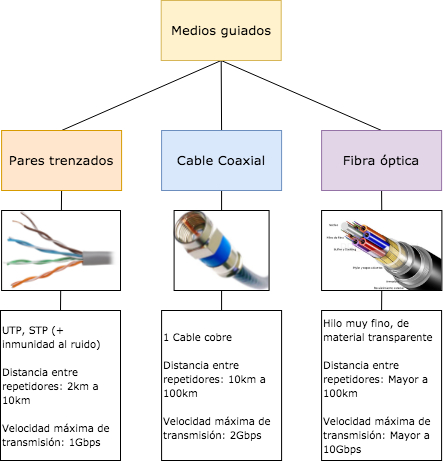 Medios guiados
Pares trenzados
Cable Coaxial
Fibra óptica
UTP, STP (+
inmunidad al ruido)
Distancia entre
repetidores: 2km a
10km
Velocidad máxima de
transmisión: 1Gbps
1 Cable cobre
Distancia entre
repetidores: 10km a
100km
Velocidad máxima de
transmisión: 2Gbps
Hilo muy fino, de
material transparente
Distancia entre
repetidores: Mayor a
100km
Velocidad máxima de
transmisión: Mayor a
10Gbps